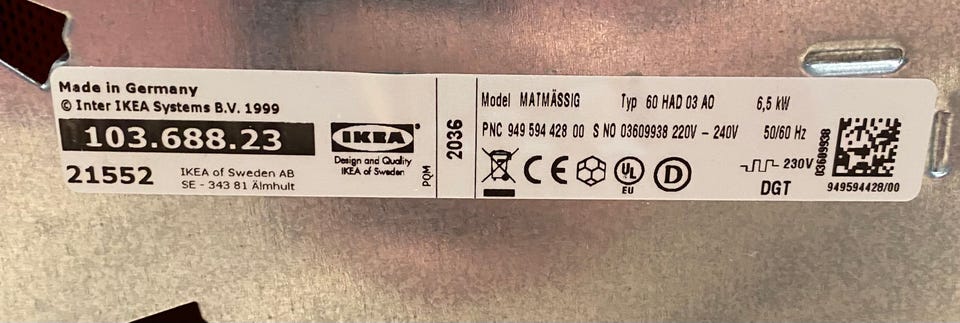 Made in Germany
© Inter IKEA Systems B.V. 1999
103.688.23
21552
IKEA of Sweden AB
SE - 343 81 Älmhult
IKEA
Design and Quality
IKEA of Sweden
PQM
2036
Model MATMÄSSIG Typ 60 HAD 03 AO 6,5 kW
PNC 949 594 428 00 S NO 03609938 220V - 240V 50/60 Hz
CE UL EU D
230V
DGT
03609938
949594428/00